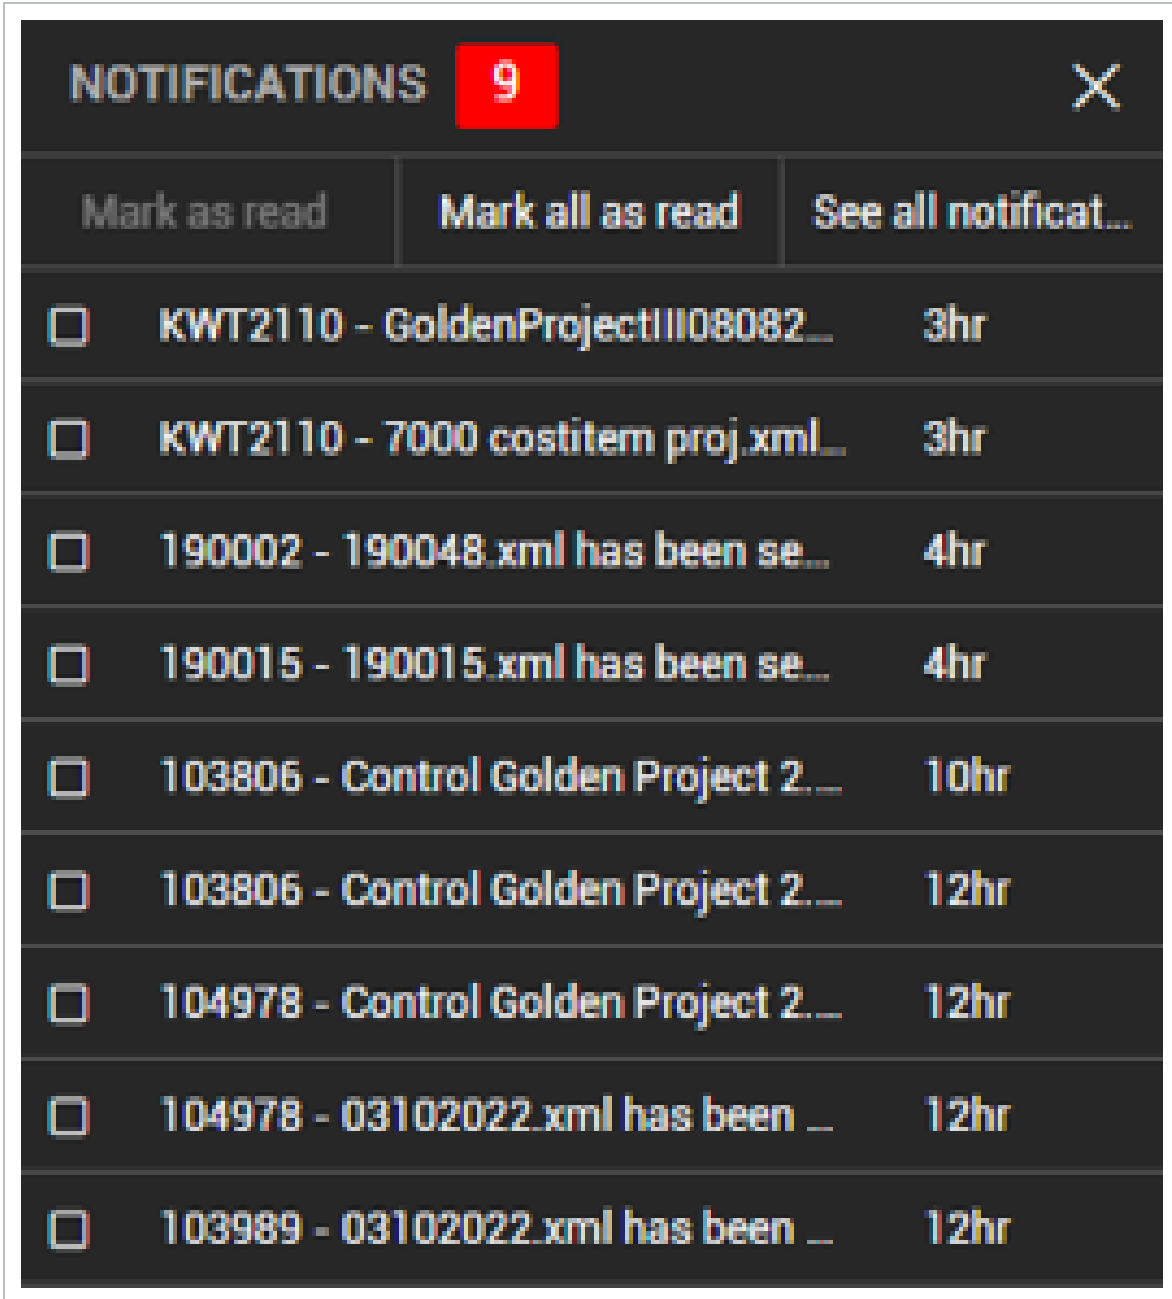 NOTIFICATIONS 9
Mark as read Mark all as read See all notificat...
KWT2110 - GoldenProjectIII08082... 3hr
KWT2110 - 7000 costitem proj.xml... 3hr
190002 - 190048.xml has been se... 4hr
190015 - 190015.xml has been se... 4hr
103806 - Control Golden Project 2.... 10hr
103806 - Control Golden Project 2.... 12hr
104978 - Control Golden Project 2.... 12hr
104978 - 03102022.xml has been ... 12hr
103989 - 03102022.xml has been ... 12hr